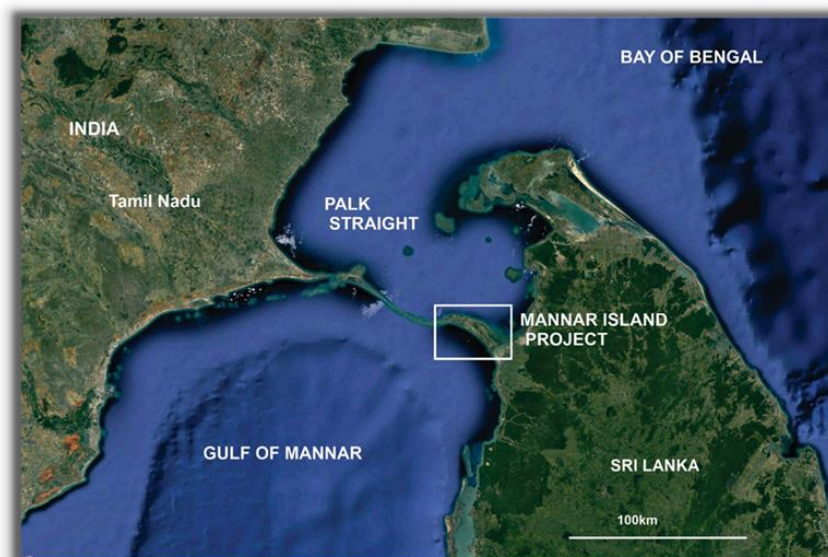 BAY OF BENGAL
INDIA
Tamil Nadu
PALK
STRAIGHT
MANNAR ISLAND
PROJECT
GULF OF MANNAR
SRI LANKA
100km